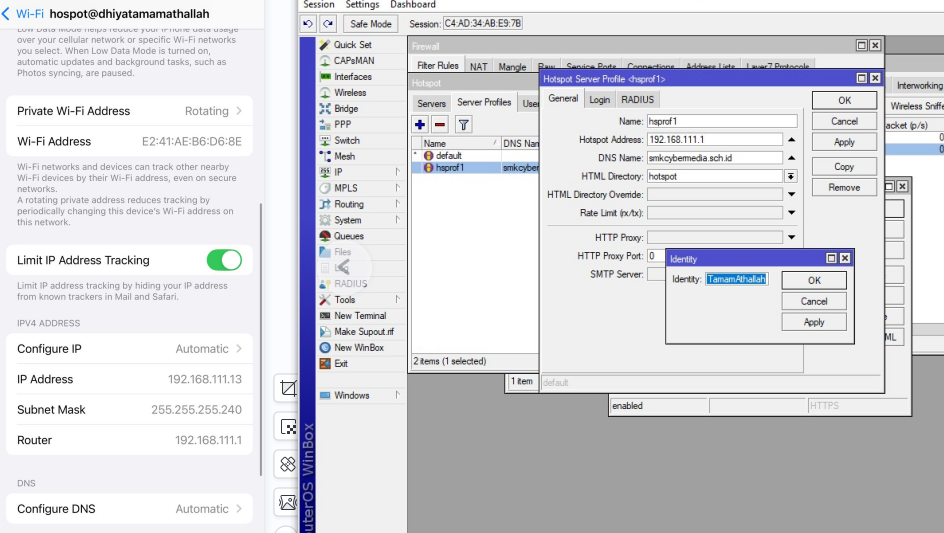 Wi-Fi hospot@dhiyatamamathallah
Low Data Mode helps reduce your iPhone data usage
over your cellular network or specific Wi-Fi networks
you select. When Low Data Mode is turned on,
automatic updates and background tasks, such as
Photos syncing, are paused.
Private Wi-Fi Address Rotating
Wi-Fi Address E2:41:AE:B6:D6:8E
Wi-Fi networks and devices can track other nearby
Wi-Fi devices by their Wi-Fi address, even on secure
networks.
A rotating private address reduces tracking by
periodically changing this device's Wi-Fi address on
this network.
Limit IP Address Tracking
Limit IP address tracking by hiding your IP address
from known trackers in Mail and Safari.
IPV4 ADDRESS
Configure IP Automatic
IP Address 192.168.111.13
Subnet Mask 255.255.255.240
Router 192.168.111.1
DNS
Configure DNS Automatic
Session Settings Dashboard
Safe Mode Session: C4:AD:34:AB:E9:7B
Quick Set
CAPsMAN
Interfaces
Wireless
Bridge
PPP
Switch
Mesh
IP
MPLS
Routing
System
Queues
Files
RADIUS
Tools
New Terminal
Make Supout.rif
New WinBox
Exit
Windows
uterOS WinBox
Firewall
Filter Rules NAT Mangle Raw Service Ports Connections Address Lists Layer7 Protocols
Hotspot
Servers Server Profiles User
Name DNS Nam
* default
hsprof1 smkcyber
2 items (1 selected)
1 item
Hotspot Server Profile <hsprof1>
General Login RADIUS
Name: hsprof1
Hotspot Address: 192.168.111.1
DNS Name: smkcybermedia.sch.id
HTML Directory: hotspot
HTML Directory Override:
Rate Limit (rx/tx):
HTTP Proxy:
HTTP Proxy Port: 0
SMTP Server:
OK
Cancel
Apply
Copy
Remove
default
Identity
Identity: TamamAthallah
OK
Cancel
Apply
Interworking
Wireless Sniffe
acket (p/s)
0
0
ML
enabled
HTTPS